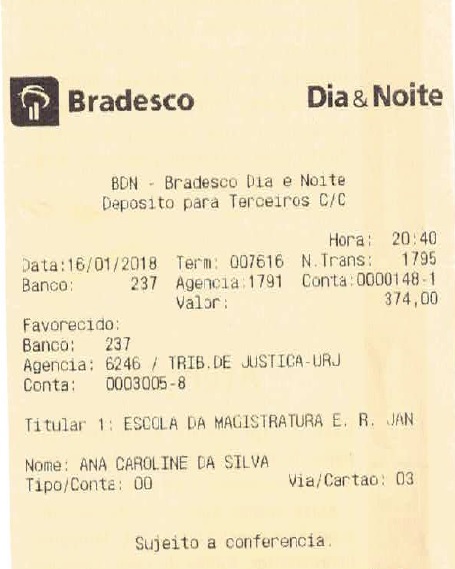 Bradesco Dia & Noite
BDN - Bradesco Dia e Noite
Deposito para Terceiros C/C
Hora: 20:40
Data:16/01/2018 Term: 007616 N.Trans: 1795
Banco: 237 Agencia:1791 Conta:0000148-1
Valor: 374,00
Favorecido:
Banco: 237
Agencia: 6246 / TRIB.DE JUSTICA-URJ
Conta: 0003005-8
Titular 1: ESCOLA DA MAGISTRATURA E. R. JAN
Nome: ANA CAROLINE DA SILVA
Tipo/Conta: 00 Via/Cartao: 03
Sujeito a conferencia.